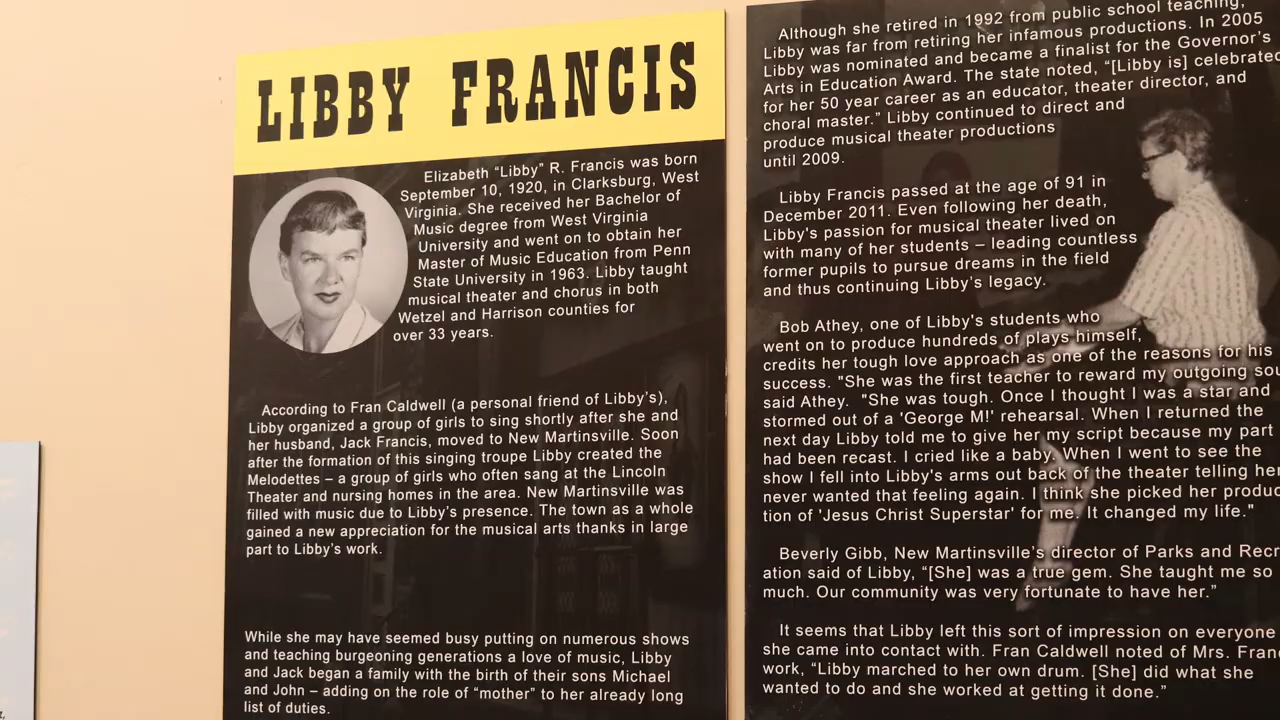 LIBBY FRANCIS
Elizabeth “Libby” R. Francis was born
September 10, 1920, in Clarksburg, West
Virginia. She received her Bachelor of
Music degree from West Virginia
University and went on to obtain her
Master of Music Education from Penn
State University in 1963. Libby taught
musical theater and chorus in both
Wetzel and Harrison counties for
over 33 years.
According to Fran Caldwell (a personal friend of Libby’s),
Libby organized a group of girls to sing shortly after she and
her husband, Jack Francis, moved to New Martinsville. Soon
after the formation of this singing troupe Libby created the
Melodettes – a group of girls who often sang at the Lincoln
Theater and nursing homes in the area. New Martinsville was
filled with music due to Libby’s presence. The town as a whole
gained a new appreciation for the musical arts thanks in large
part to Libby’s work.
While she may have seemed busy putting on numerous shows
and teaching burgeoning generations a love of music, Libby
and Jack began a family with the birth of their sons Michael
and John – adding on the role of “mother” to her already long
list of duties.
Although she retired in 1992 from public school teaching,
Libby was far from retiring her infamous productions. In 2005
Libby was nominated and became a finalist for the Governor’s
Arts in Education Award. The state noted, “[Libby is] celebrated
for her 50 year career as an educator, theater director, and
choral master.” Libby continued to direct and
produce musical theater productions
until 2009.
Libby Francis passed at the age of 91 in
December 2011. Even following her death,
Libby's passion for musical theater lived on
with many of her students – leading countless
former pupils to pursue dreams in the field
and thus continuing Libby’s legacy.
Bob Athey, one of Libby's students who
went on to produce hundreds of plays himself,
credits her tough love approach as one of the reasons for his
success. "She was the first teacher to reward my outgoing sou
said Athey. "She was tough. Once I thought I was a star and
stormed out of a 'George M!' rehearsal. When I returned the
next day Libby told me to give her my script because my part
had been recast. I cried like a baby. When I went to see the
show I fell into Libby's arms out back of the theater telling her
never wanted that feeling again. I think she picked her produc
tion of 'Jesus Christ Superstar' for me. It changed my life."
Beverly Gibb, New Martinsville’s director of Parks and Recr
ation said of Libby, “[She] was a true gem. She taught me so
much. Our community was very fortunate to have her.”
It seems that Libby left this sort of impression on everyone
she came into contact with. Fran Caldwell noted of Mrs. Franc
work, “Libby marched to her own drum. [She] did what she
wanted to do and she worked at getting it done.”